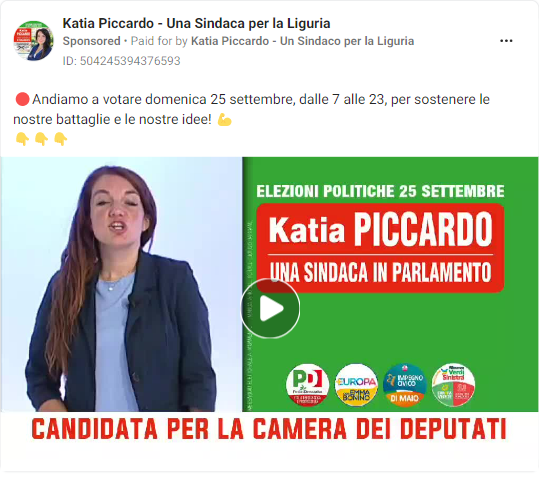 Katia Piccardo - Una Sindaca per la Liguria
Sponsored • Paid for by Katia Piccardo - Un Sindaco per la Liguria
ID: 504245394376593
🔴Andiamo a votare domenica 25 settembre, dalle 7 alle 23, per sostenere le
nostre battaglie e le nostre idee! 💪
👇👇👇
ELEZIONI POLITICHE 25 SETTEMBRE
Katia PICCARDO
UNA SINDACA IN PARLAMENTO
PD
+EUROPA
EMMA
BONINO
IMPEGNO
CIVICO
DI MAIO
Verdi
Sinistra
CANDIDATA PER LA CAMERA DEI DEPUTATI